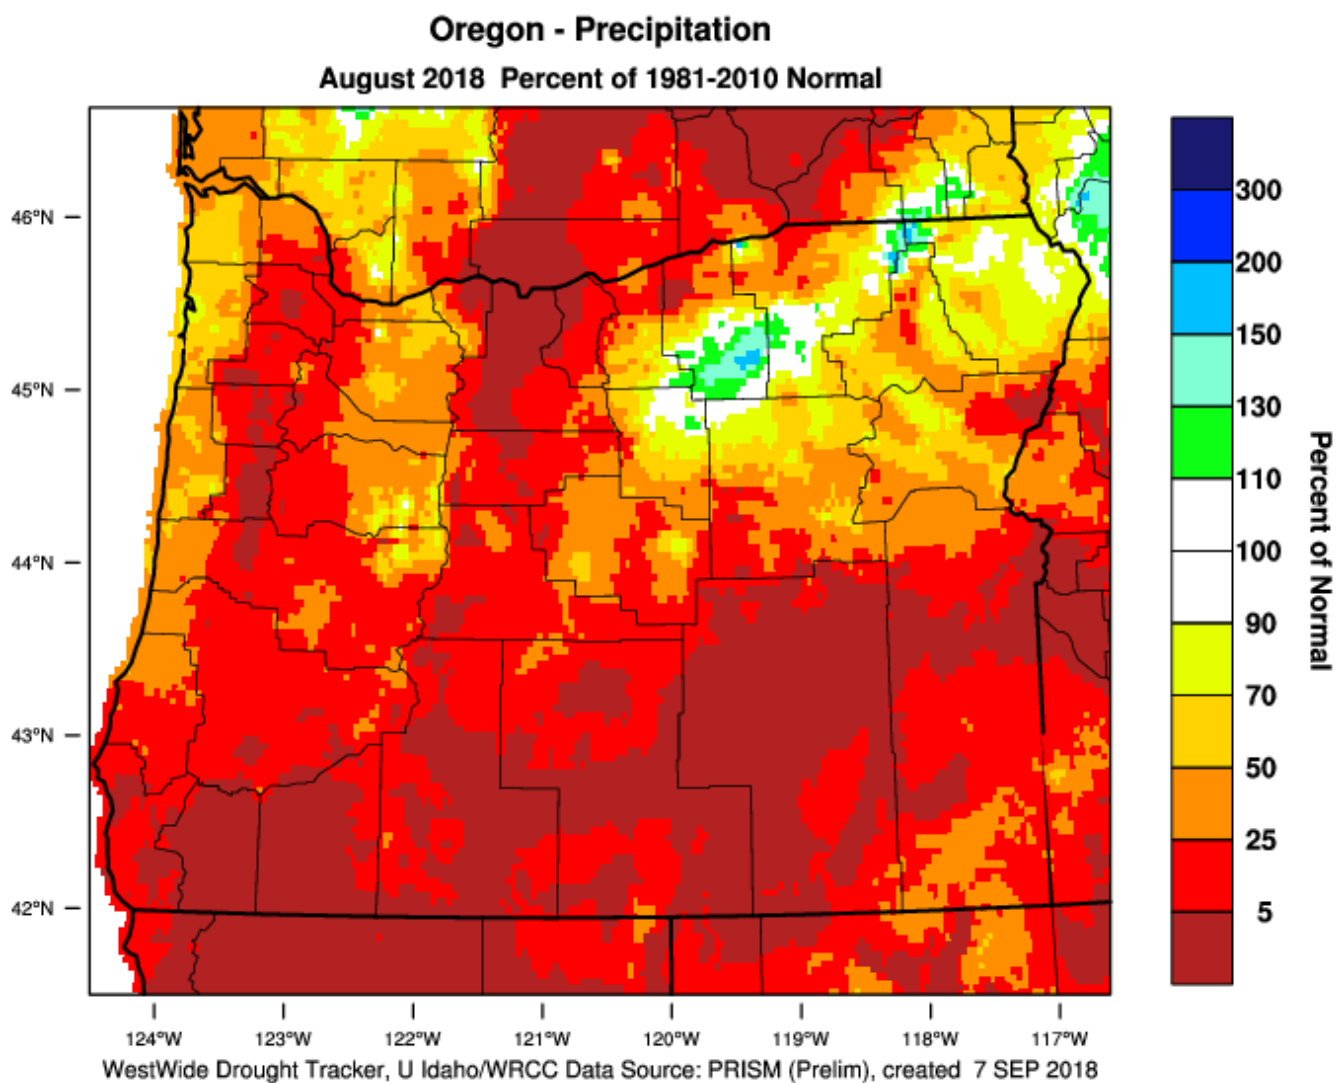 Oregon - Precipitation
August 2018  Percent of 1981-2010 Normal
46°N
45°N
44°N
43°N
42°N
124°W 123°W 122°W 121°W 120°W 119°W 118°W 117°W
300
200
150
130
110
100
90
70
50
25
5
Percent of Normal
WestWide Drought Tracker, U Idaho/WRCC Data Source: PRISM (Prelim), created  7 SEP 2018